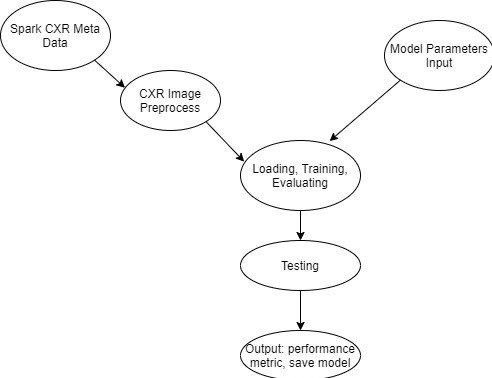 Spark CXR Meta
Data
Model Parameters
Input
CXR Image
Preprocess
Loading, Training,
Evaluating
Testing
Output: performance
metric, save model